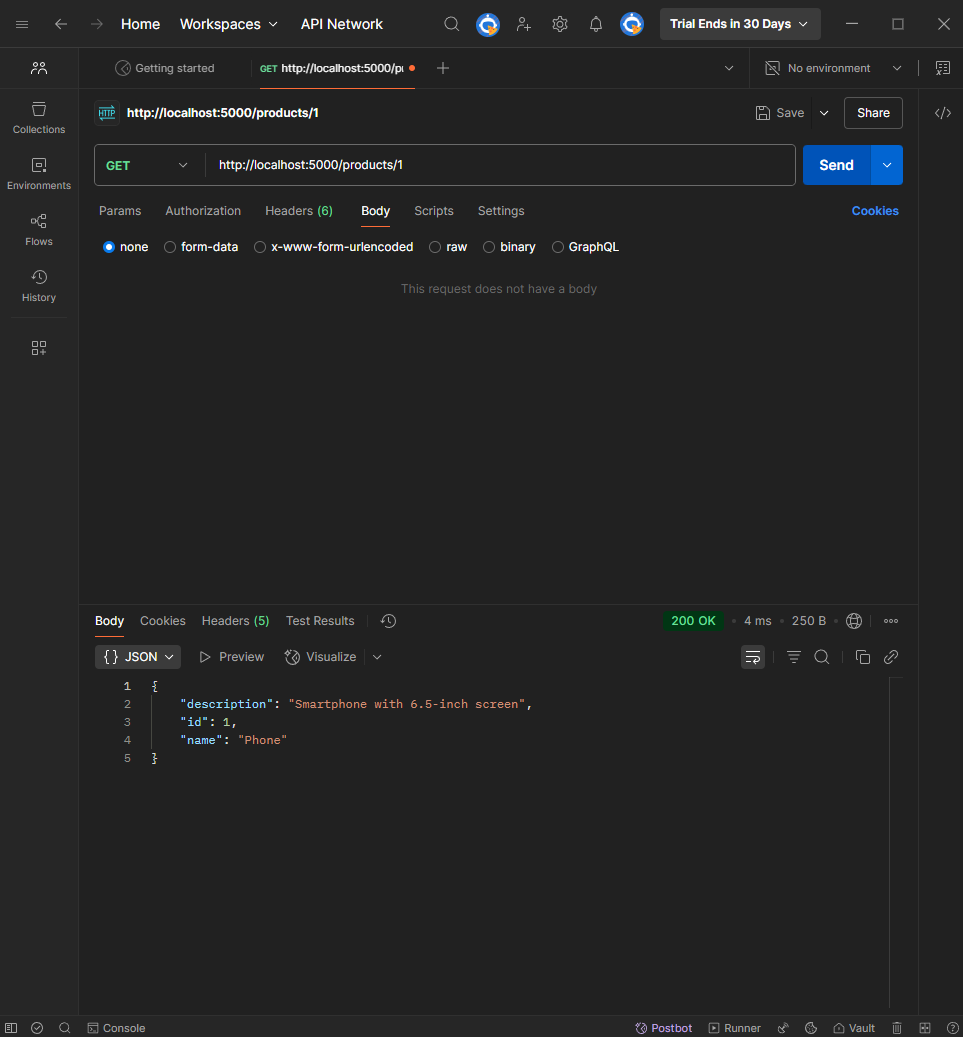 Home Workspaces API Network Trial Ends in 30 Days
Getting started GET http://localhost:5000/pr No environment
HTTP http://localhost:5000/products/1 Save Share
Collections
GET http://localhost:5000/products/1 Send
Environments
Params Authorization Headers (6) Body Scripts Settings Cookies
Flows
none form-data x-www-form-urlencoded raw binary GraphQL
This request does not have a body
History
Body Cookies Headers (5) Test Results 200 OK 4 ms 250 B
{} JSON Preview Visualize
1 {
2 "description": "Smartphone with 6.5-inch screen",
3 "id": 1,
4 "name": "Phone"
5 }
Console Postbot Runner Vault